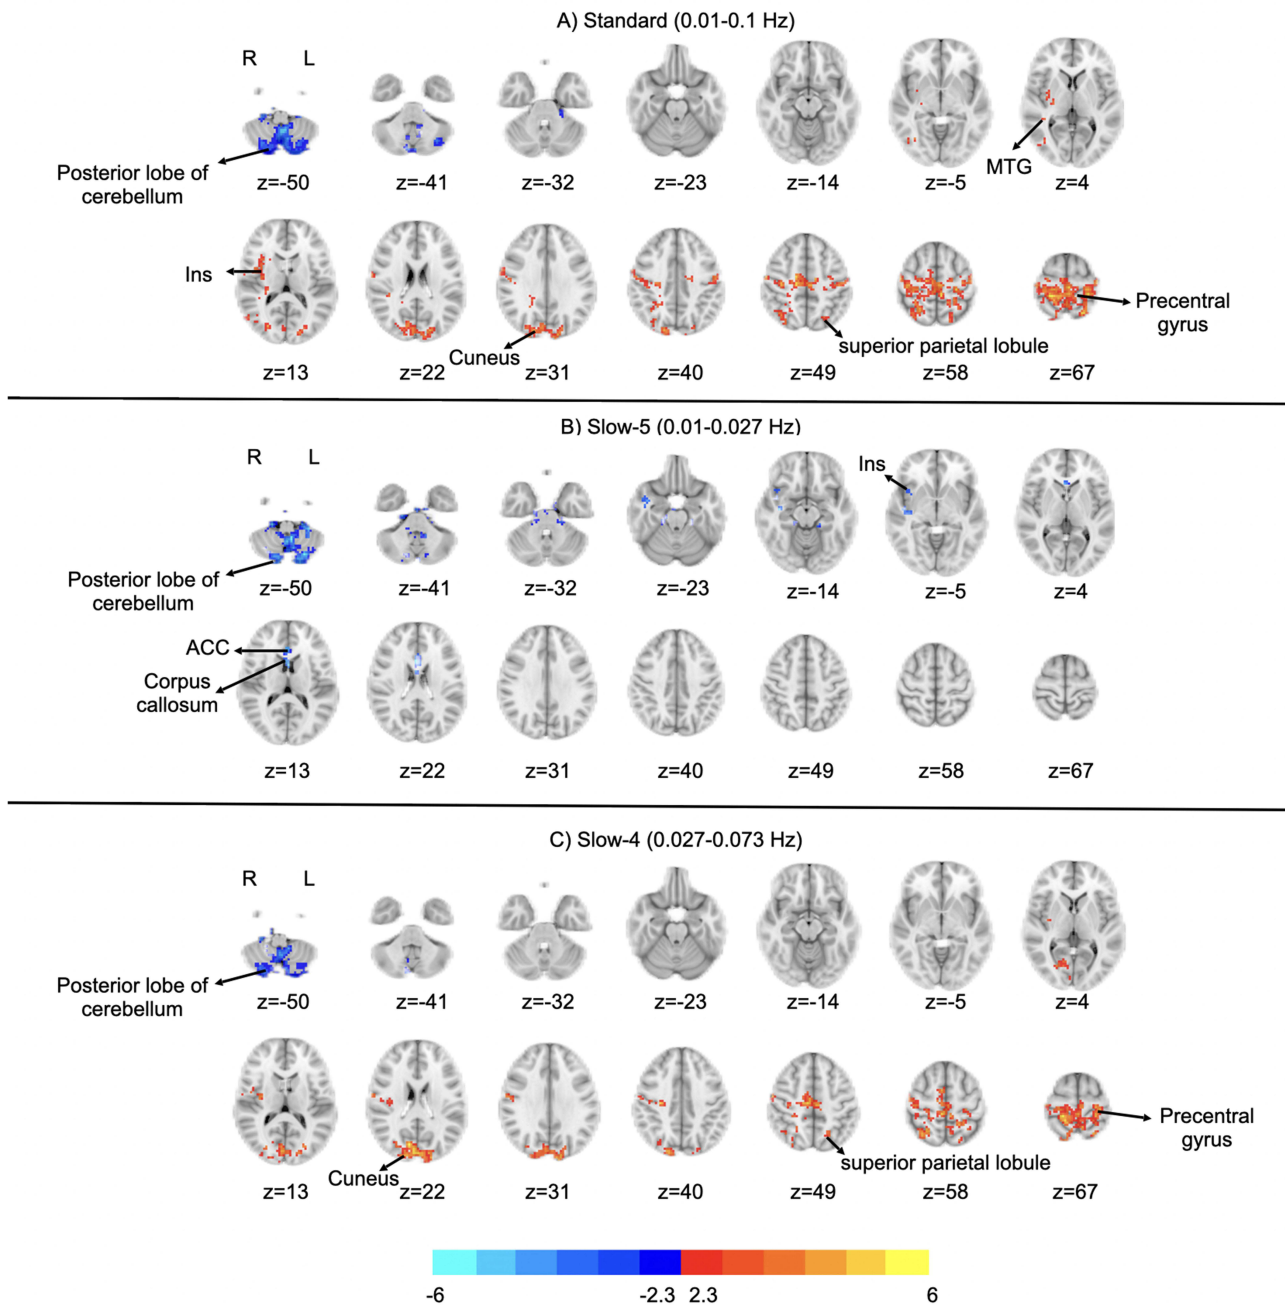 A) Standard (0.01-0.1 Hz)
R L
Posterior lobe of
cerebellum
MTG
z=-50 z=-41 z=-32 z=-23 z=-14 z=-5 z=4
Ins
Precentral
gyrus
Cuneus
superior parietal lobule
z=13 z=22 z=31 z=40 z=49 z=58 z=67
B) Slow-5 (0.01-0.027 Hz)
R L
Ins
Posterior lobe of
cerebellum
z=-50 z=-41 z=-32 z=-23 z=-14 z=-5 z=4
ACC
Corpus
callosum
z=13 z=22 z=31 z=40 z=49 z=58 z=67
C) Slow-4 (0.027-0.073 Hz)
R L
Posterior lobe of
cerebellum
z=-50 z=-41 z=-32 z=-23 z=-14 z=-5 z=4
Precentral
gyrus
Cuneus
superior parietal lobule
z=13 z=22 z=31 z=40 z=49 z=58 z=67
-6 -2.3 2.3 6